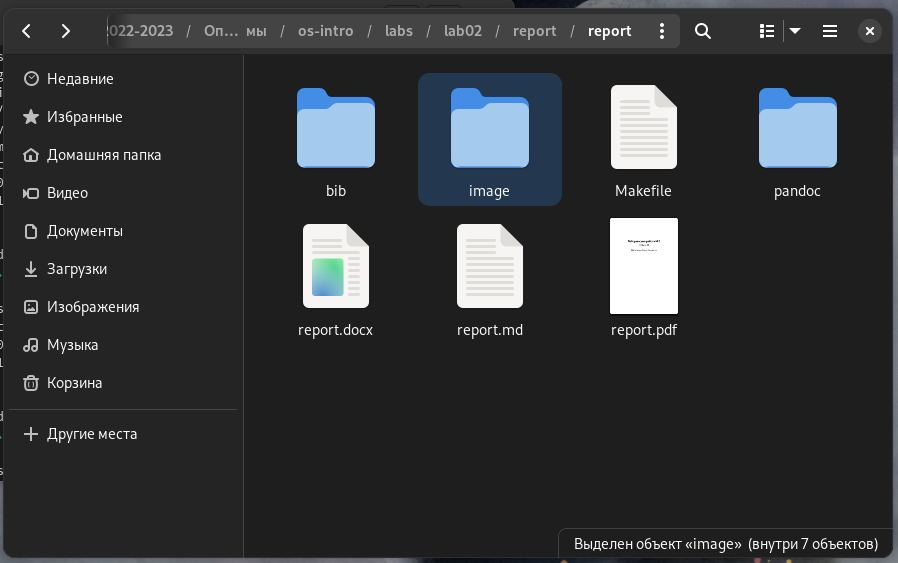 2022-2023 / Оп… мы / os-intro / labs / lab02 / report / report
Недавние
Избранные
Домашняя папка
Видео
Документы
Загрузки
Изображения
Музыка
Корзина
Другие места
bib
image
Makefile
pandoc
report.docx
report.md
report.pdf
Выделен объект «image» (внутри 7 объектов)